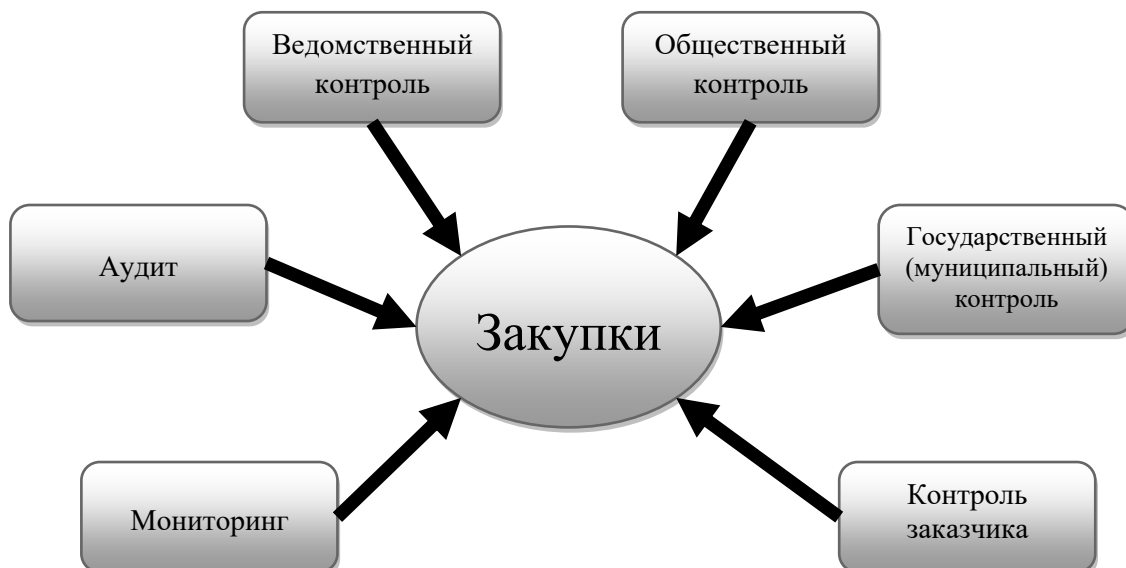 Ведомственный
контроль
Общественный
контроль
Аудит
Государственный
(муниципальный)
контроль
Закупки
Мониторинг
Контроль
заказчика